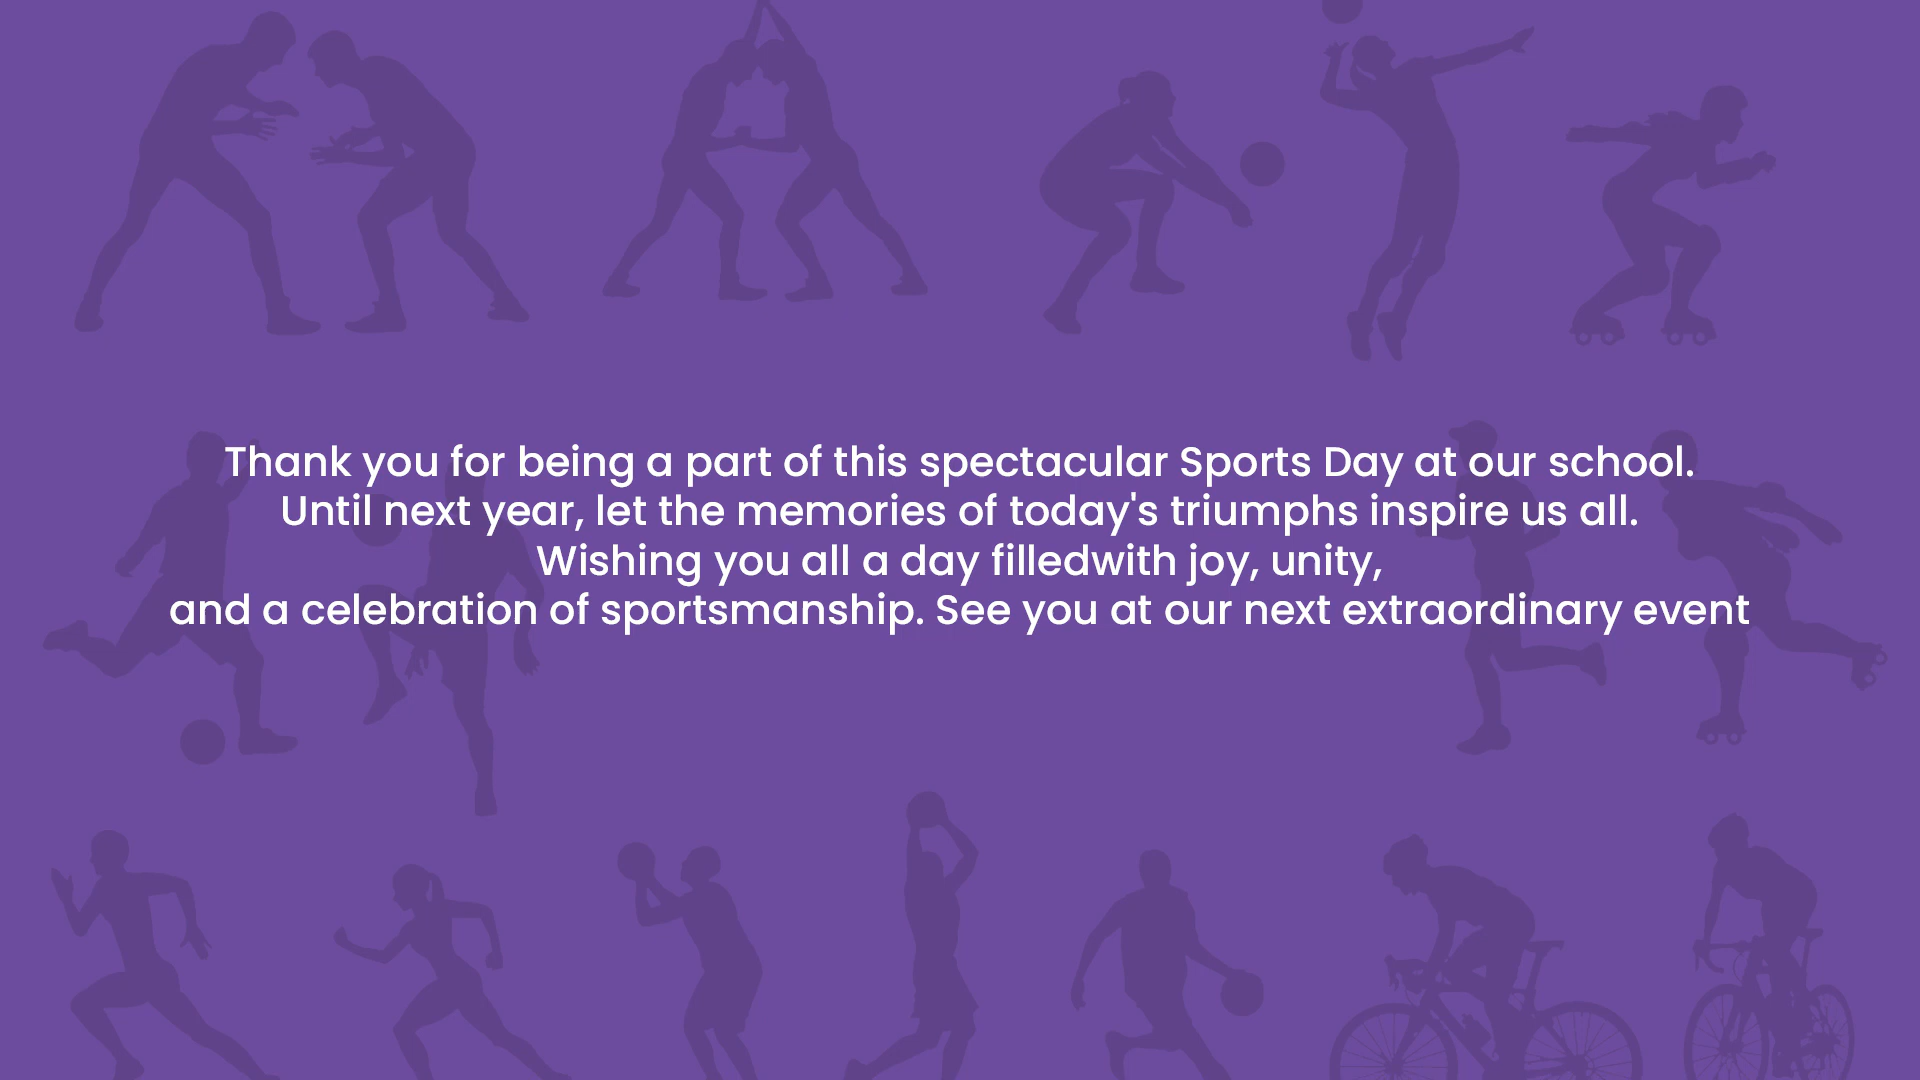 Thank you for being a part of this spectacular Sports Day at our school.
Until next year, let the memories of today's triumphs inspire us all.
Wishing you all a day filledwith joy, unity,
and a celebration of sportsmanship. See you at our next extraordinary event